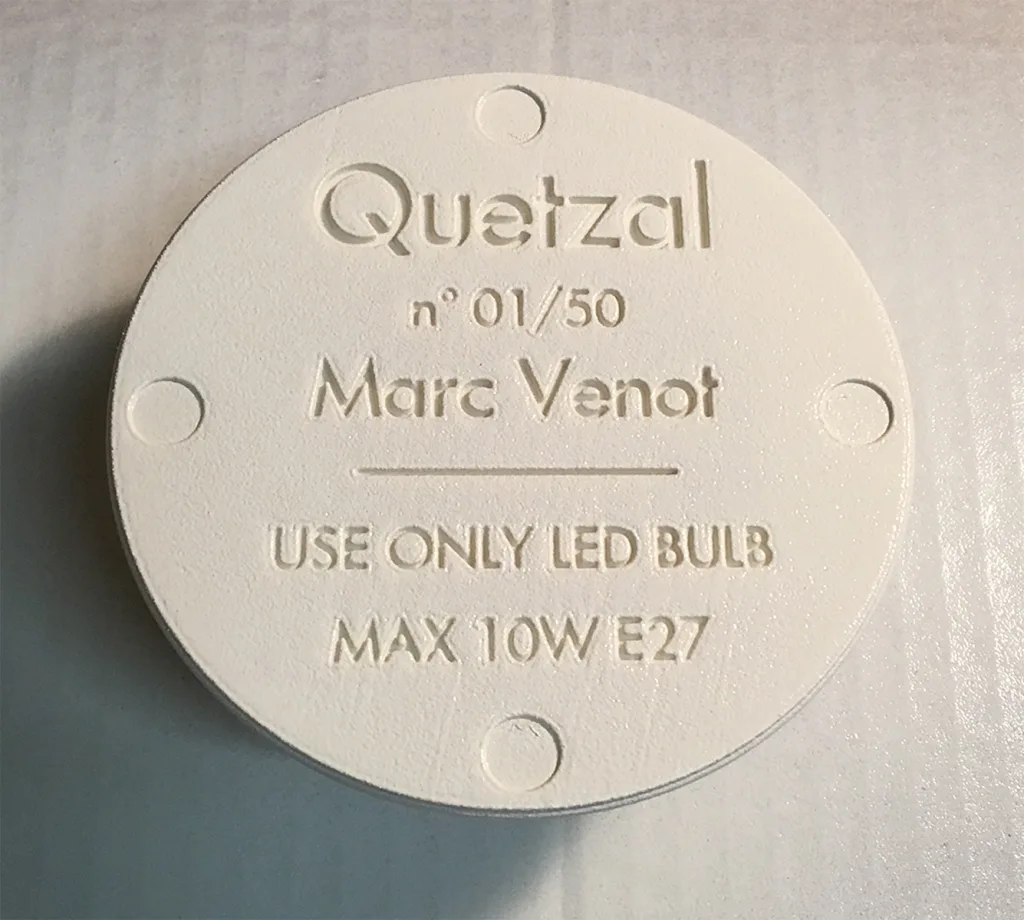 Quetzal
n° 01/50
Marc Venot
USE ONLY LED BULB
MAX 10W E27